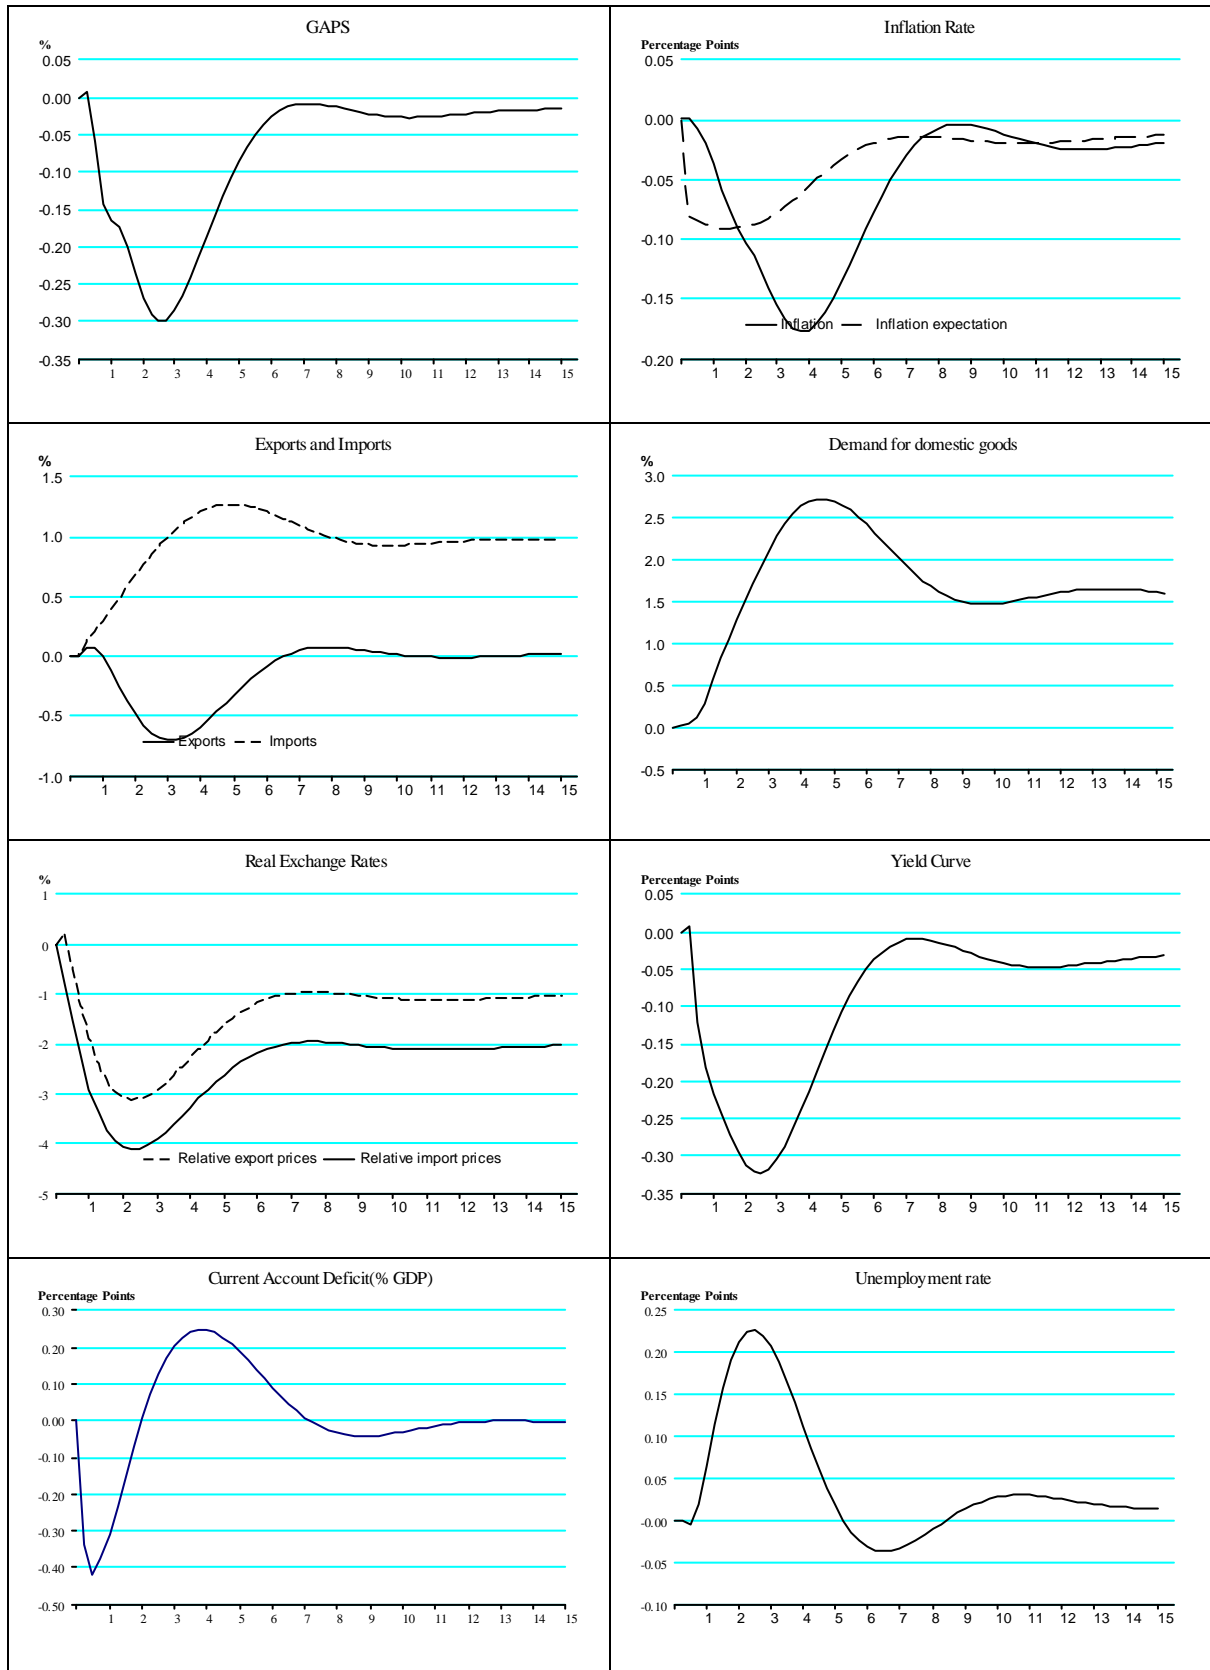 GAPS
%
0.05
0.00
-0.05
-0.10
-0.15
-0.20
-0.25
-0.30
-0.35
1 2 3 4 5 6 7 8 9 10 11 12 13 14 15
Inflation Rate
Percentage Points
0.05
0.00
-0.05
-0.10
-0.15
Inflation Inflation expectation
-0.20
1 2 3 4 5 6 7 8 9 10 11 12 13 14 15
Exports and Imports
%
1.5
1.0
0.5
0.0
-0.5
Exports Imports
-1.0
1 2 3 4 5 6 7 8 9 10 11 12 13 14 15
Demand for domestic goods
%
3.0
2.5
2.0
1.5
1.0
0.5
0.0
-0.5
1 2 3 4 5 6 7 8 9 10 11 12 13 14 15
Real Exchange Rates
%
1
0
-1
-2
-3
-4
Relative export prices Relative import prices
-5
1 2 3 4 5 6 7 8 9 10 11 12 13 14 15
Yield Curve
Percentage Points
0.05
0.00
-0.05
-0.10
-0.15
-0.20
-0.25
-0.30
-0.35
1 2 3 4 5 6 7 8 9 10 11 12 13 14 15
Current Account Deficit(% GDP)
Percentage Points
0.30
0.20
0.10
0.00
-0.10
-0.20
-0.30
-0.40
-0.50
1 2 3 4 5 6 7 8 9 10 11 12 13 14 15
Unemployment rate
Percentage Points
0.25
0.20
0.15
0.10
0.05
-0.00
-0.05
-0.10
1 2 3 4 5 6 7 8 9 10 11 12 13 14 15